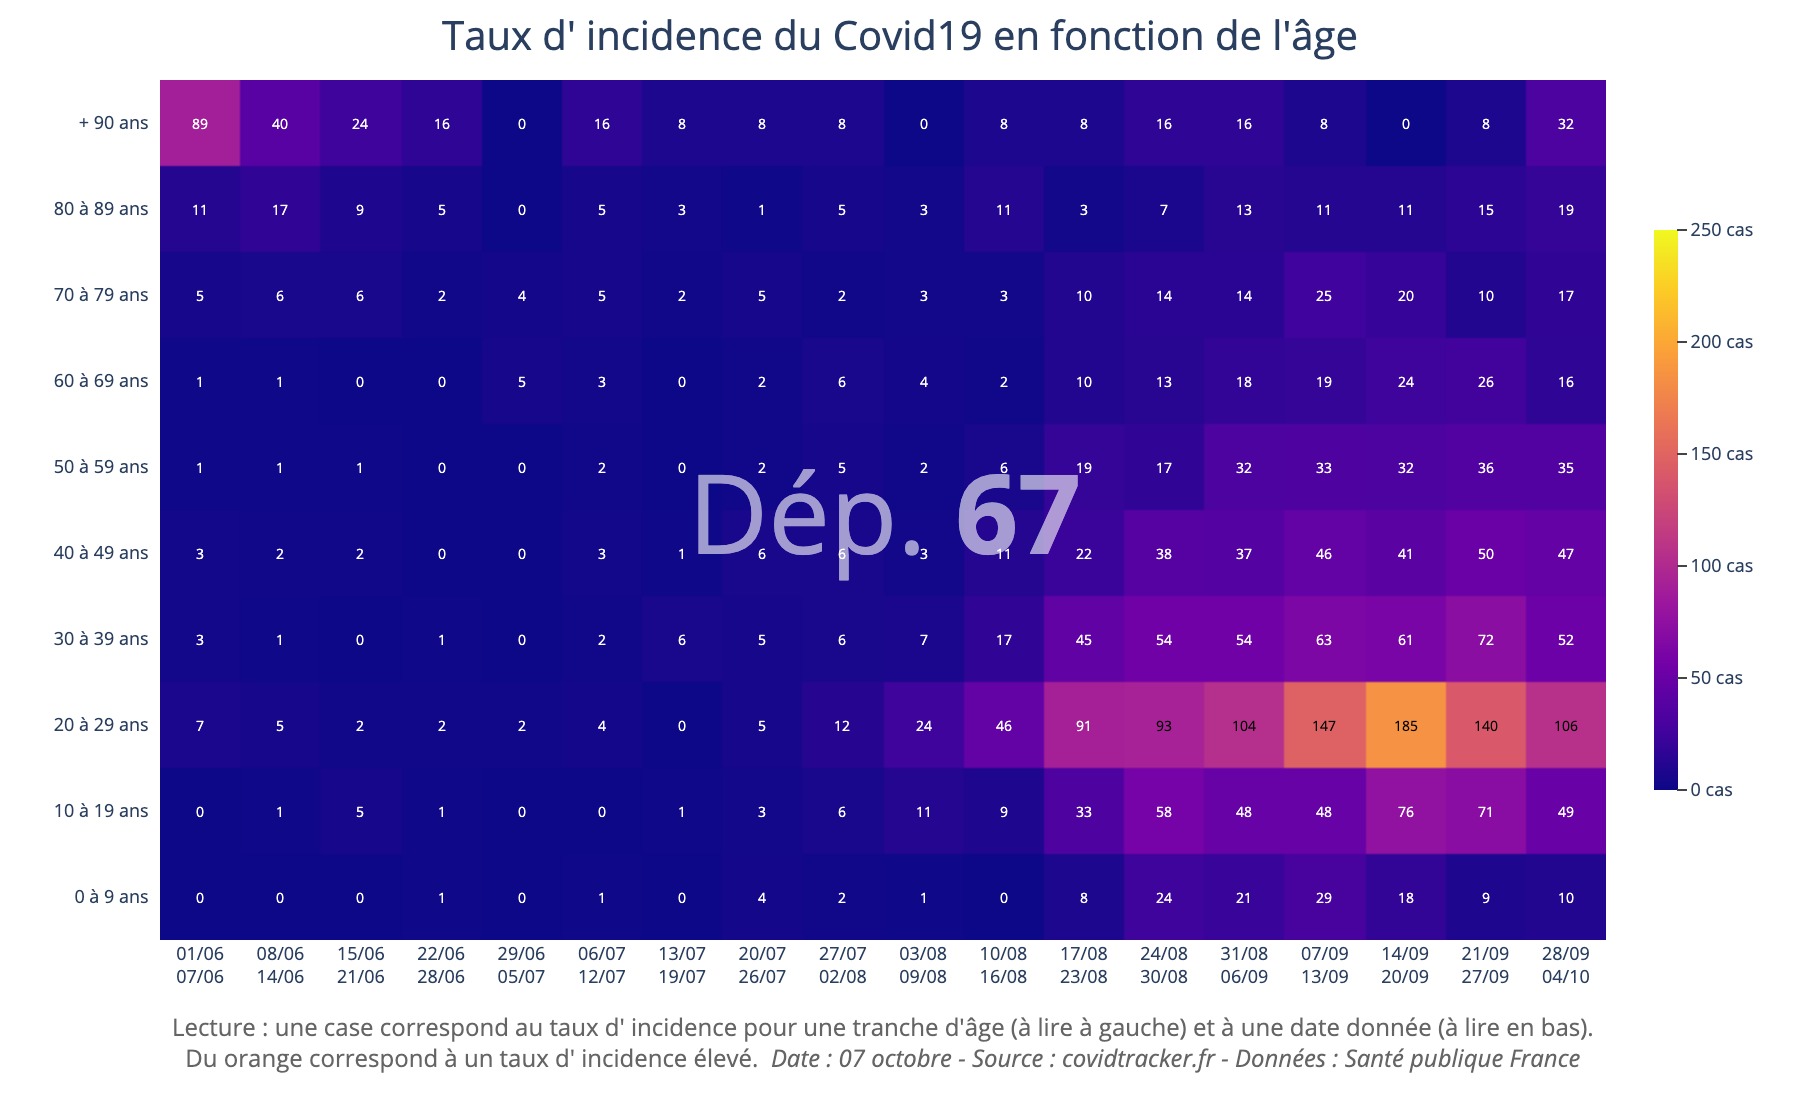 Taux d' incidence du Covid19 en fonction de l'âge
+ 90 ans 89 40 24 16 0 16 8 8 8 0 8 8 16 16 8 0 8 32
80 à 89 ans 11 17 9 5 0 5 3 1 5 3 11 3 7 13 11 11 15 19
250 cas
70 à 79 ans 5 6 6 2 4 5 2 5 2 3 3 10 14 14 25 20 10 17
200 cas
60 à 69 ans 1 1 0 0 5 3 0 2 6 4 2 10 13 18 19 24 26 16
150 cas
50 à 59 ans 1 1 1 0 0 2 0 2 5 2 6 19 17 32 33 32 36 35
Dép. 67
40 à 49 ans 3 2 2 0 0 3 1 6 6 3 11 22 38 37 46 41 50 47
100 cas
30 à 39 ans 3 1 0 1 0 2 6 5 6 7 17 45 54 54 63 61 72 52
50 cas
20 à 29 ans 7 5 2 2 2 4 0 5 12 24 46 91 93 104 147 185 140 106
0 cas
10 à 19 ans 0 1 5 1 0 0 1 3 6 11 9 33 58 48 48 76 71 49
0 à 9 ans 0 0 0 1 0 1 0 4 2 1 0 8 24 21 29 18 9 10
01/06 08/06 15/06 22/06 29/06 06/07 13/07 20/07 27/07 03/08 10/08 17/08 24/08 31/08 07/09 14/09 21/09 28/09
07/06 14/06 21/06 28/06 05/07 12/07 19/07 26/07 02/08 09/08 16/08 23/08 30/08 06/09 13/09 20/09 27/09 04/10
Lecture : une case correspond au taux d' incidence pour une tranche d'âge (à lire à gauche) et à une date donnée (à lire en bas).
Du orange correspond à un taux d' incidence élevé. Date : 07 octobre - Source : covidtracker.fr - Données : Santé publique France